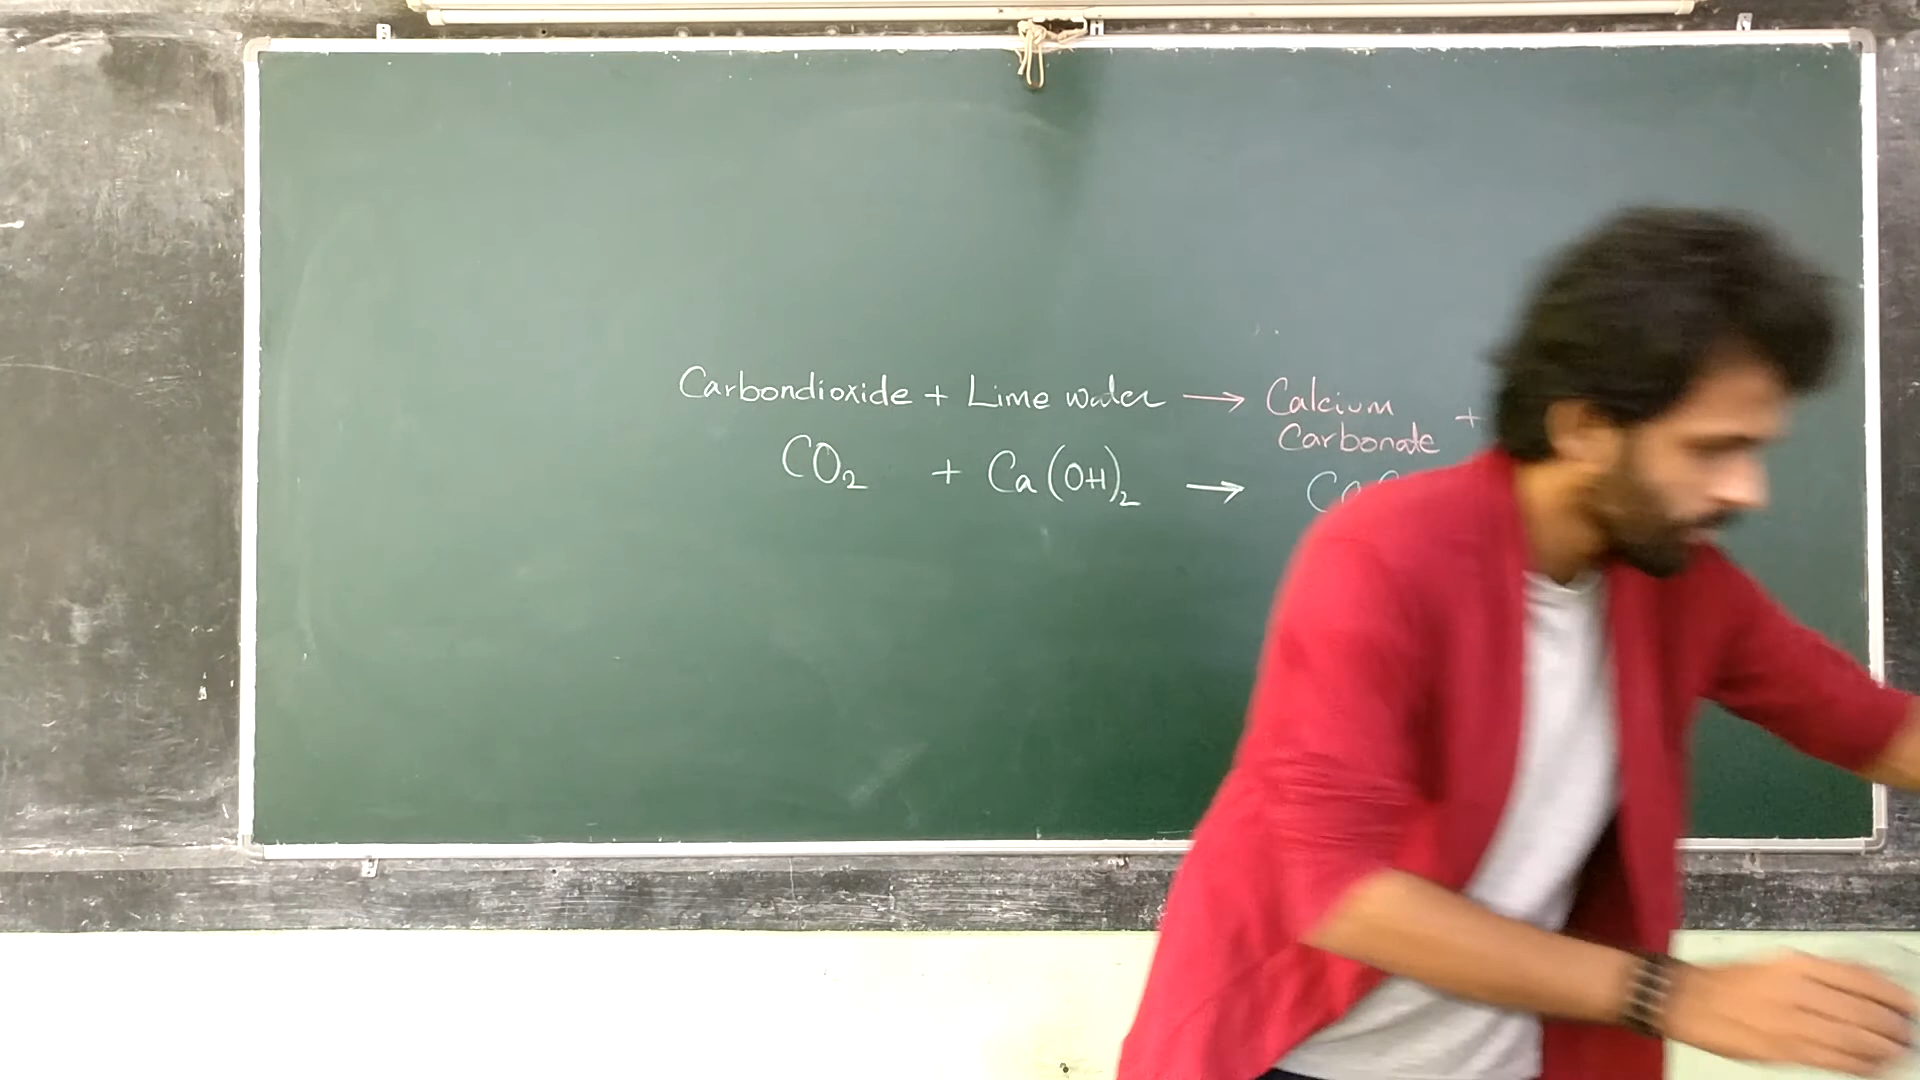 Carbondioxide + Lime water → Calcium Carbonate +
CO₂ + Ca(OH)₂ →